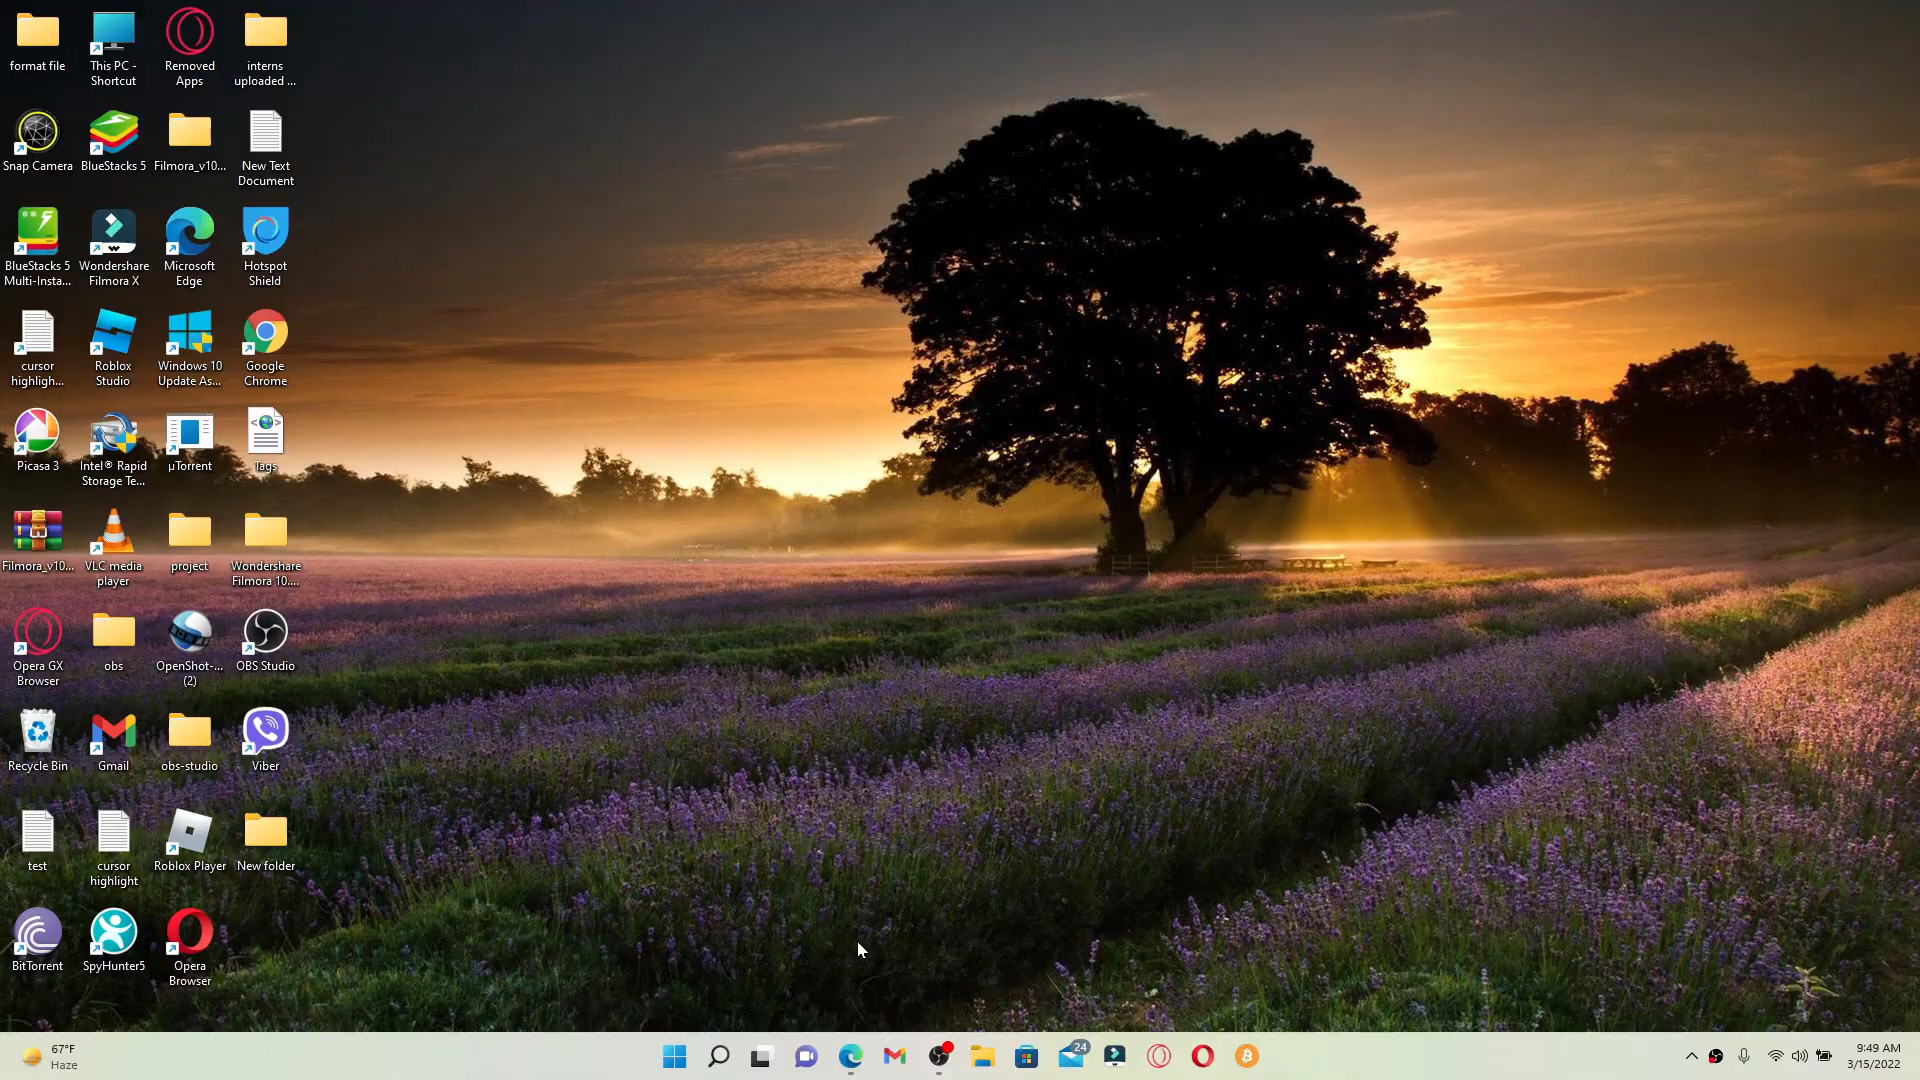 format file
This PC -
Shortcut
Removed
Apps
interns
uploaded ...
Snap Camera
BlueStacks 5
Filmora_v10...
New Text
Document
BlueStacks 5
Multi-Insta...
Wondershare
Filmora X
Microsoft
Edge
Hotspot
Shield
cursor
highligh...
Roblox
Studio
Windows 10
Update As...
Google
Chrome
Picasa 3
Intel® Rapid
Storage Te...
µTorrent
Tags
Filmora_v10...
VLC media
player
project
Wondershare
Filmora 10....
Opera GX
Browser
obs
OpenShot-...
(2)
OBS Studio
Recycle Bin
Gmail
obs-studio
Viber
test
cursor
highlight
Roblox Player
New folder
BitTorrent
SpyHunter5
Opera
Browser
67°F
Haze
24
9:49 AM
3/15/2022